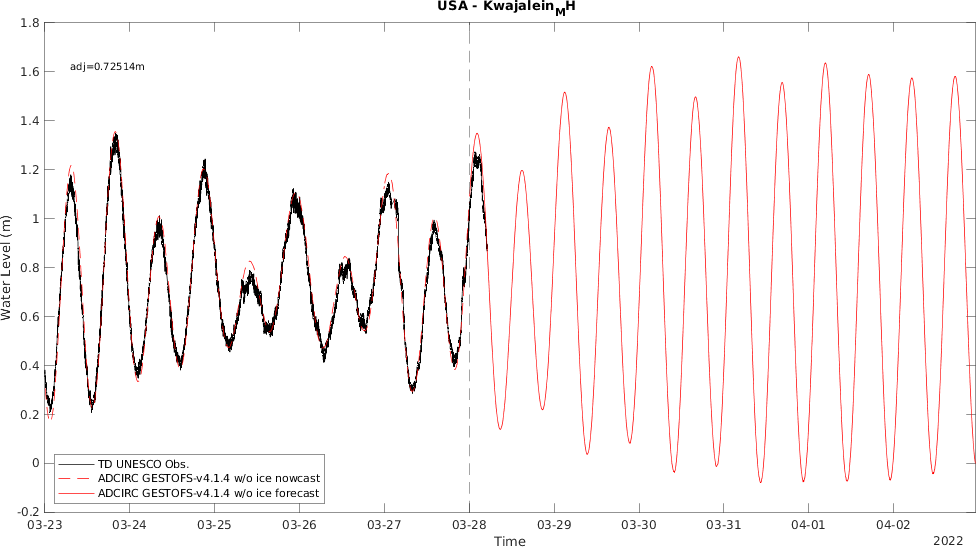 USA - KwajaleinMH
1.8
1.6
1.4
1.2
1
0.8
0.6
0.4
0.2
0
-0.2
Water Level (m)
adj=0.72514m
TD UNESCO Obs.
ADCIRC GESTOFS-v4.1.4 w/o ice nowcast
ADCIRC GESTOFS-v4.1.4 w/o ice forecast
03-23 03-24 03-25 03-26 03-27 03-28 03-29 03-30 03-31 04-01 04-02
Time
2022